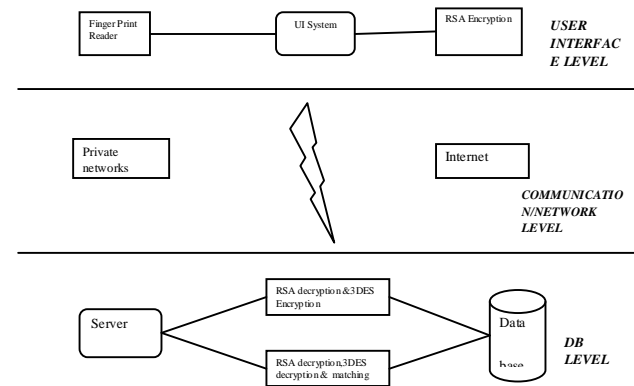 Finger Print
Reader
UI System
RSA Encryption
USER
INTERFAC
E LEVEL
Private
networks
Internet
COMMUNICATIO
N/NETWORK
LEVEL
Server
RSA decryption &3DES
Encryption
RSA decryption,3DES
decryption & matching
Data
base
DB
LEVEL